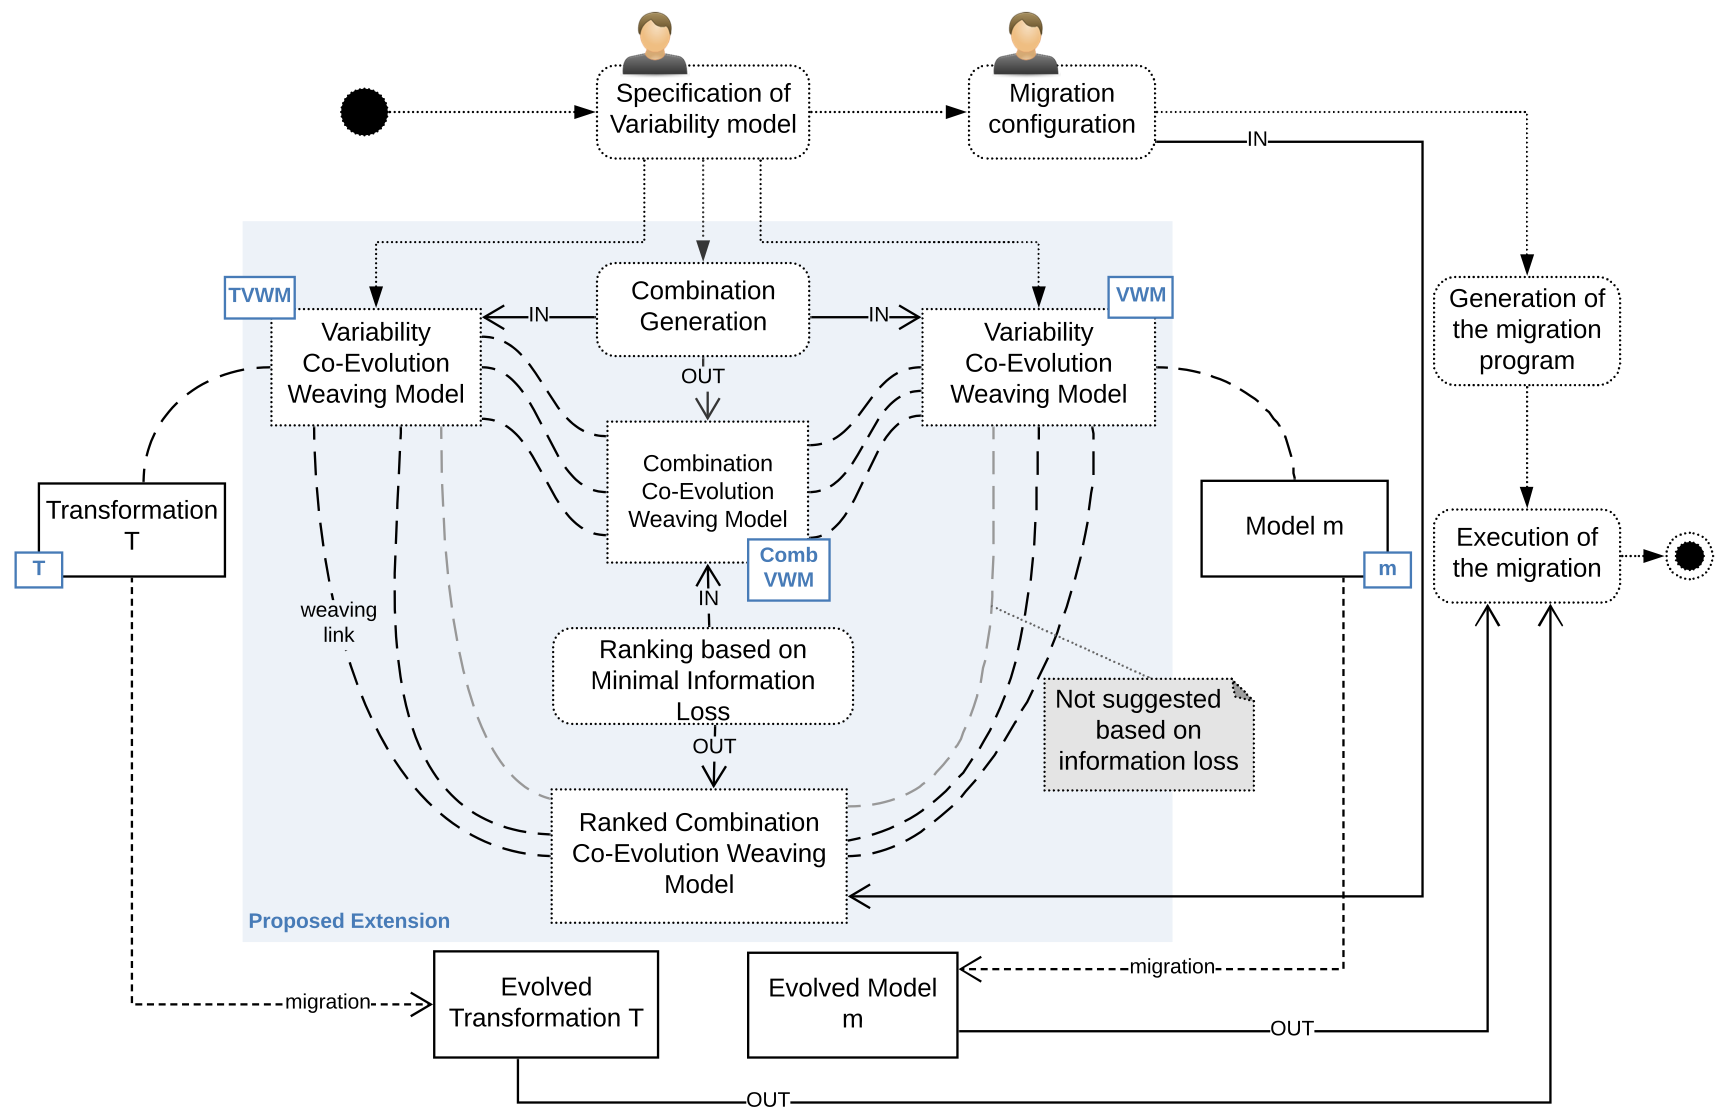 Specification of
Variability model
Migration
configuration
IN
TVWM
Variability
Co-Evolution
Weaving Model
IN
Combination
Generation
IN
VWM
Variability
Co-Evolution
Weaving Model
Generation of
the migration
program
OUT
Combination
Co-Evolution
Weaving Model
Comb
VWM
Transformation
T
T
Model m
m
Execution of
the migration
weaving
link
IN
Ranking based on
Minimal Information
Loss
OUT
Not suggested
based on
information loss
Ranked Combination
Co-Evolution Weaving
Model
Proposed Extension
migration
Evolved
Transformation T
Evolved Model
m
migration
OUT
OUT